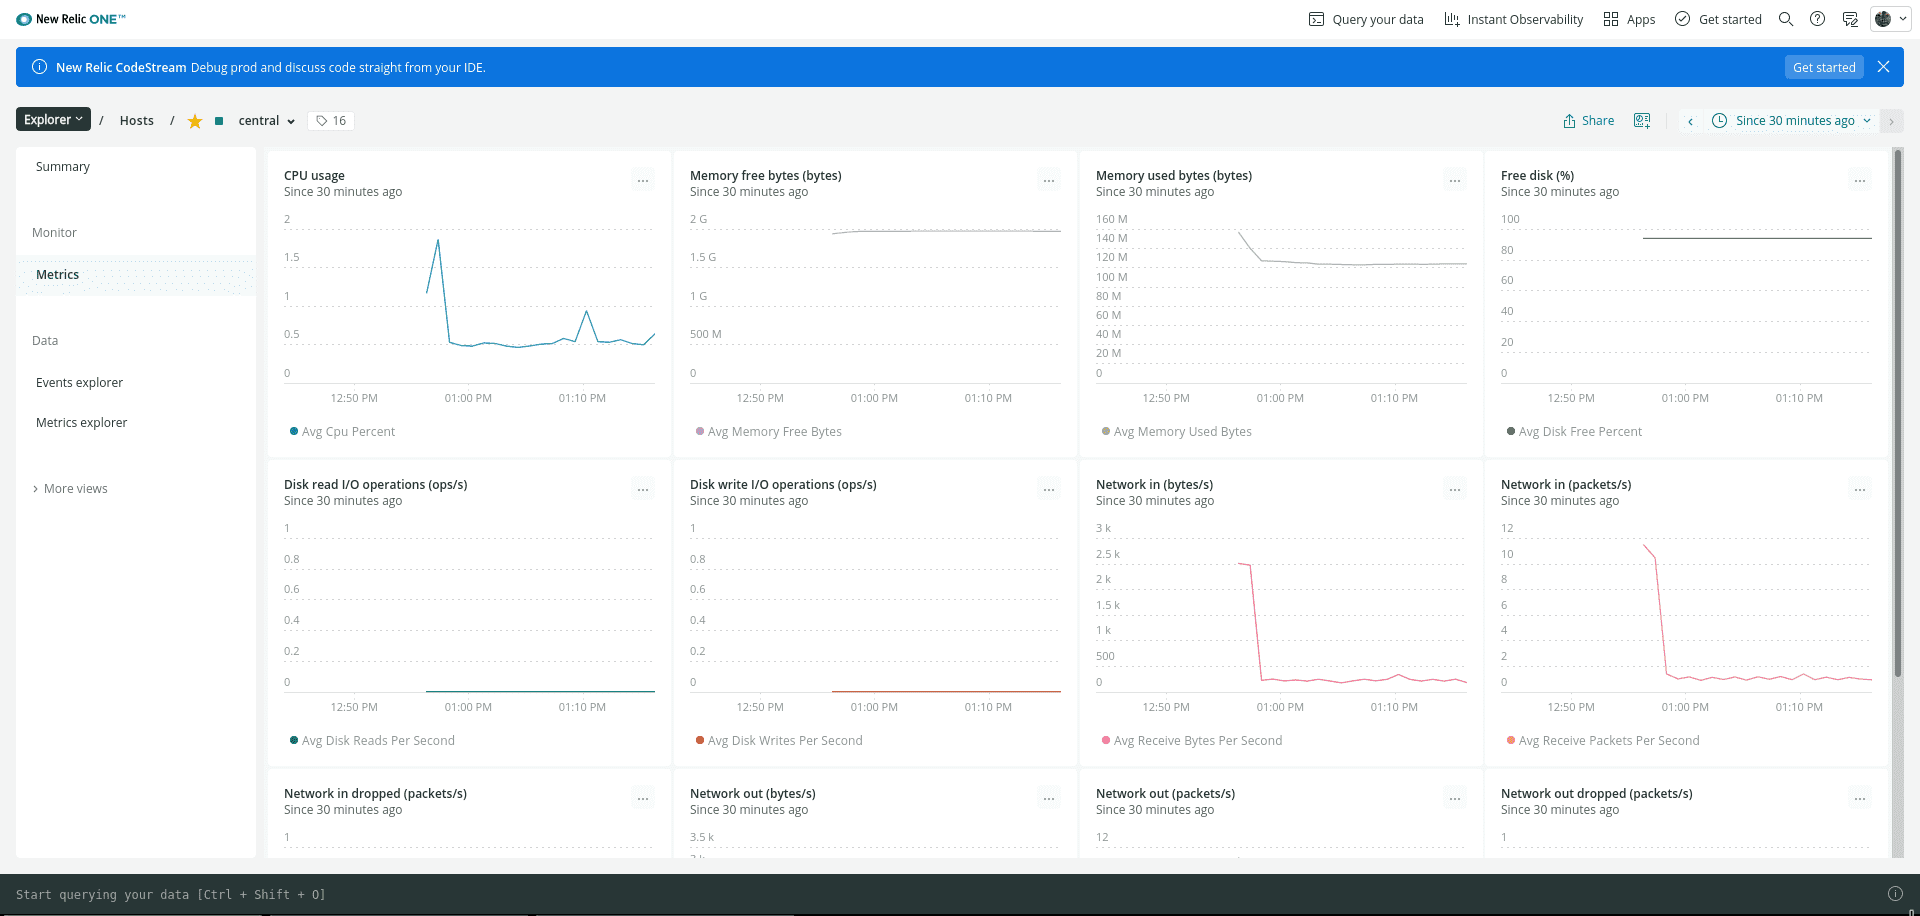 New Relic ONE™
Query your data
Instant Observability
Apps
Get started
New Relic CodeStream Debug prod and discuss code straight from your IDE.
Get started
Explorer / Hosts / central 16
Share
Since 30 minutes ago
Summary
Monitor
Metrics
Data
Events explorer
Metrics explorer
More views
CPU usage
Since 30 minutes ago
2
1.5
1
0.5
0
12:50 PM 01:00 PM 01:10 PM
Avg Cpu Percent
Memory free bytes (bytes)
Since 30 minutes ago
2 G
1.5 G
1 G
500 M
0
12:50 PM 01:00 PM 01:10 PM
Avg Memory Free Bytes
Memory used bytes (bytes)
Since 30 minutes ago
160 M
140 M
120 M
100 M
80 M
60 M
40 M
20 M
0
12:50 PM 01:00 PM 01:10 PM
Avg Memory Used Bytes
Free disk (%)
Since 30 minutes ago
100
80
60
40
20
0
12:50 PM 01:00 PM 01:10 PM
Avg Disk Free Percent
Disk read I/O operations (ops/s)
Since 30 minutes ago
1
0.8
0.6
0.4
0.2
0
12:50 PM 01:00 PM 01:10 PM
Avg Disk Reads Per Second
Disk write I/O operations (ops/s)
Since 30 minutes ago
1
0.8
0.6
0.4
0.2
0
12:50 PM 01:00 PM 01:10 PM
Avg Disk Writes Per Second
Network in (bytes/s)
Since 30 minutes ago
3 k
2.5 k
2 k
1.5 k
1 k
500
0
12:50 PM 01:00 PM 01:10 PM
Avg Receive Bytes Per Second
Network in (packets/s)
Since 30 minutes ago
12
10
8
6
4
2
0
12:50 PM 01:00 PM 01:10 PM
Avg Receive Packets Per Second
Network in dropped (packets/s)
Since 30 minutes ago
1
Network out (bytes/s)
Since 30 minutes ago
3.5 k
Network out (packets/s)
Since 30 minutes ago
12
Network out dropped (packets/s)
Since 30 minutes ago
1
Start querying your data [Ctrl + Shift + O]